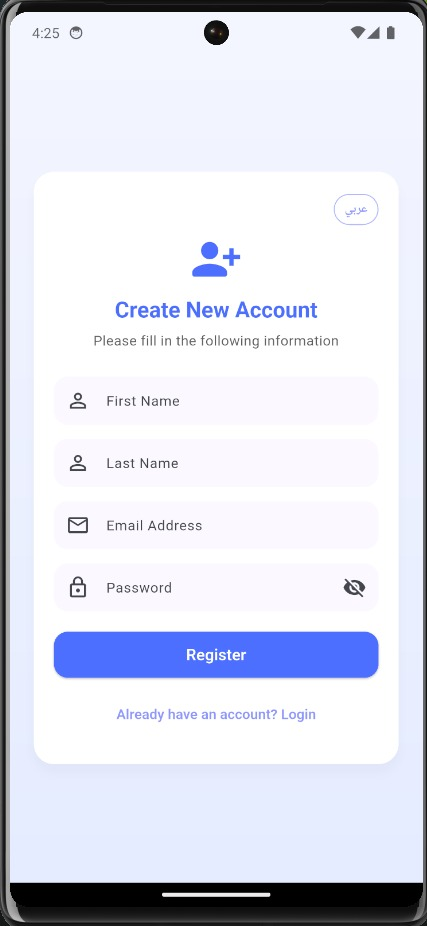 4:25
عربي
Create New Account
Please fill in the following information
First Name
Last Name
Email Address
Password
Register
Already have an account? Login